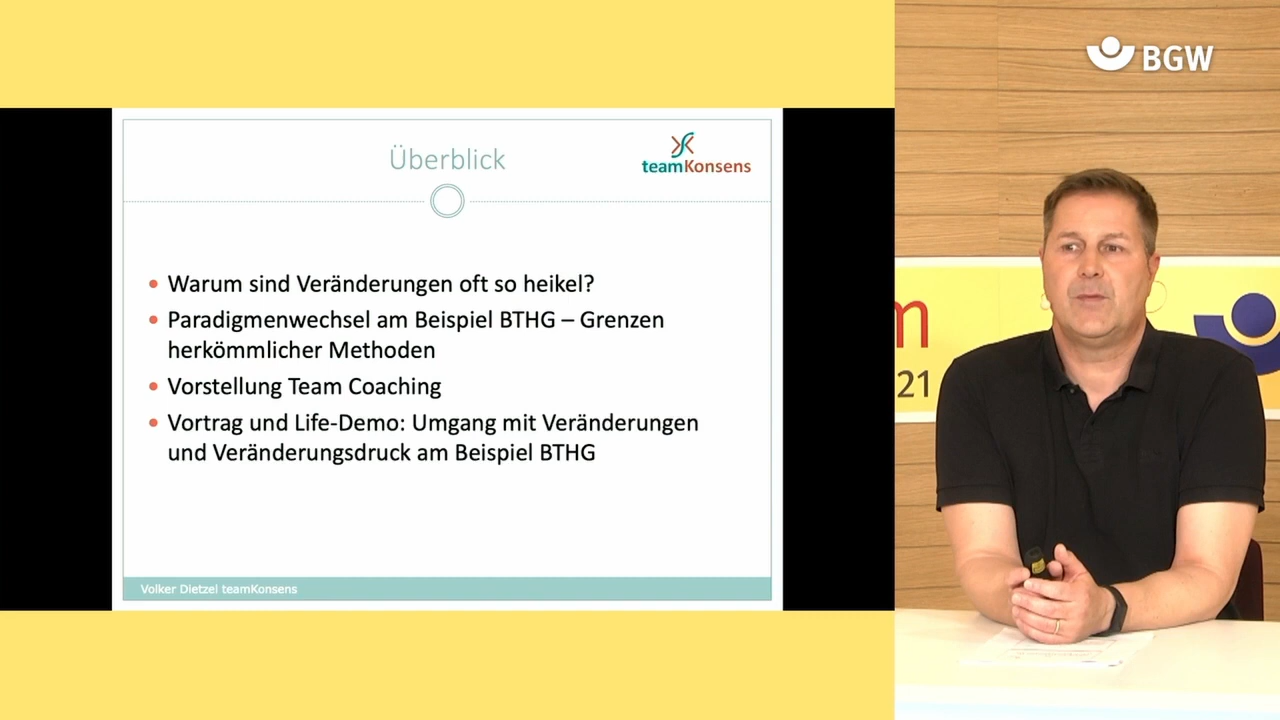 Überblick
teamKonsens
• Warum sind Veränderungen oft so heikel?
• Paradigmenwechsel am Beispiel BTHG – Grenzen
herkömmlicher Methoden
• Vorstellung Team Coaching
• Vortrag und Life-Demo: Umgang mit Veränderungen
und Veränderungsdruck am Beispiel BTHG
Volker Dietzel teamKonsens
BGW
m
21